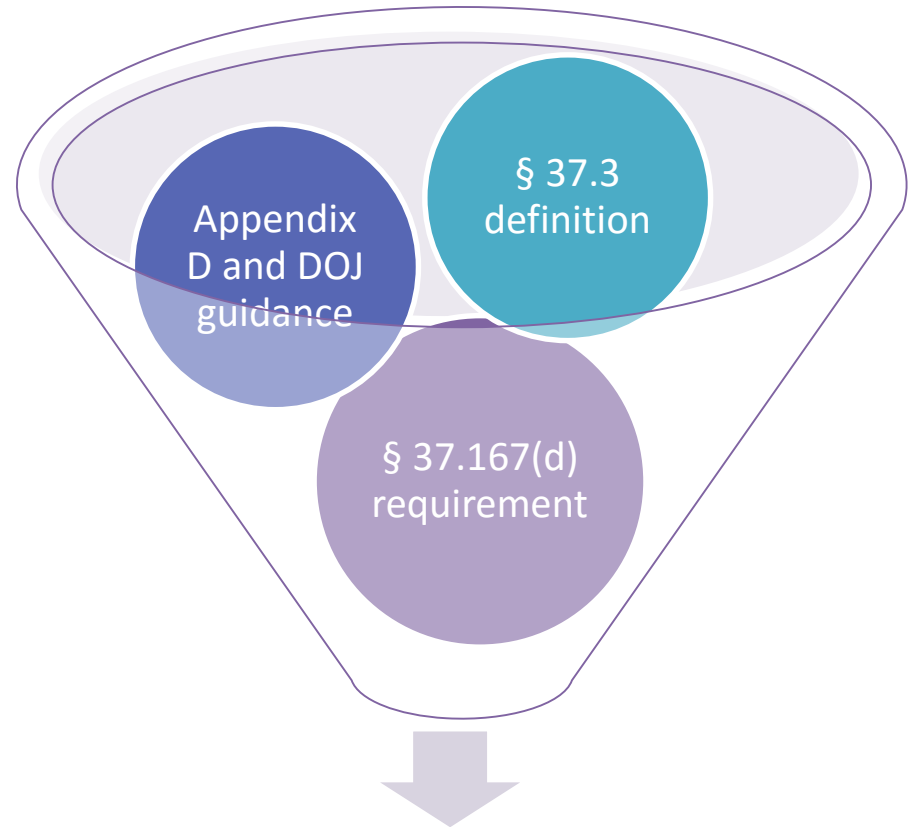 § 37.3
definition
Appendix
D and DOJ
guidance
§ 37.167(d)
requirement